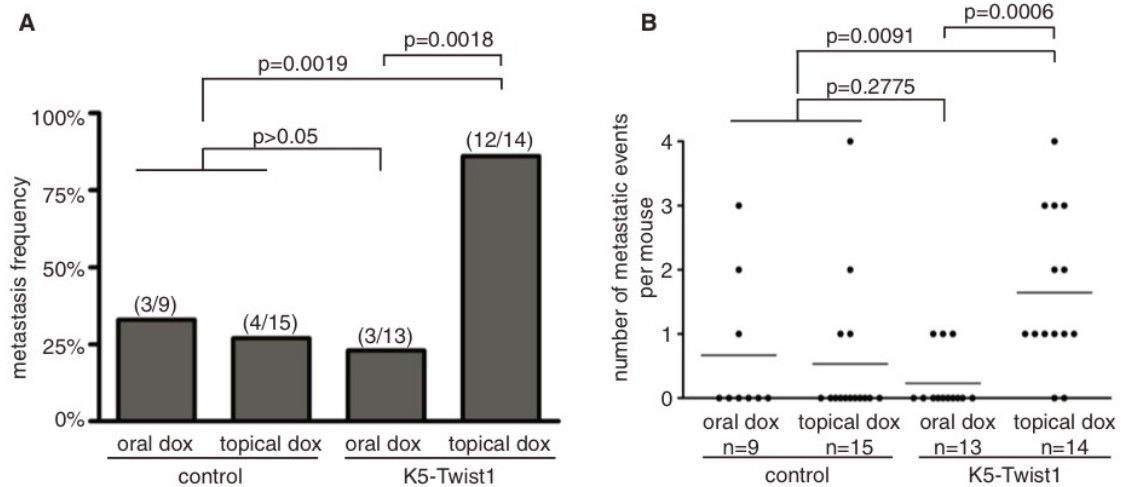 A
p=0.0018
p=0.0019
100%
(12/14)
p>0.05
75%
metastasis frequency
50%
(3/9)
(4/15)
(3/13)
25%
0%
oral dox topical dox oral dox topical dox
control K5-Twist1
B
p=0.0006
p=0.0091
p=0.2775
number of metastatic events
per mouse
4
3
2
1
0
oral dox topical dox oral dox topical dox
n=9 n=15 n=13 n=14
control K5-Twist1